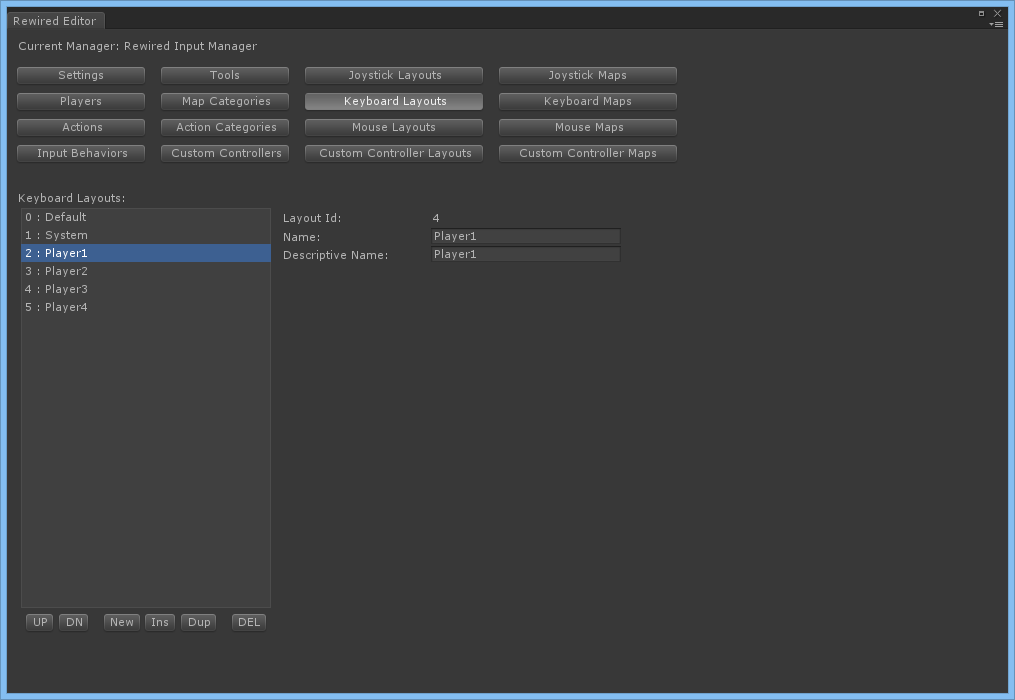 Rewired Editor
Current Manager: Rewired Input Manager
Settings Tools Joystick Layouts Joystick Maps
Players Map Categories Keyboard Layouts Keyboard Maps
Actions Action Categories Mouse Layouts Mouse Maps
Input Behaviors Custom Controllers Custom Controller Layouts Custom Controller Maps
Keyboard Layouts:
0 : Default
1 : System
2 : Player1
3 : Player2
4 : Player3
5 : Player4
Layout Id: 4
Name: Player1
Descriptive Name: Player1
UP DN New Ins Dup DEL